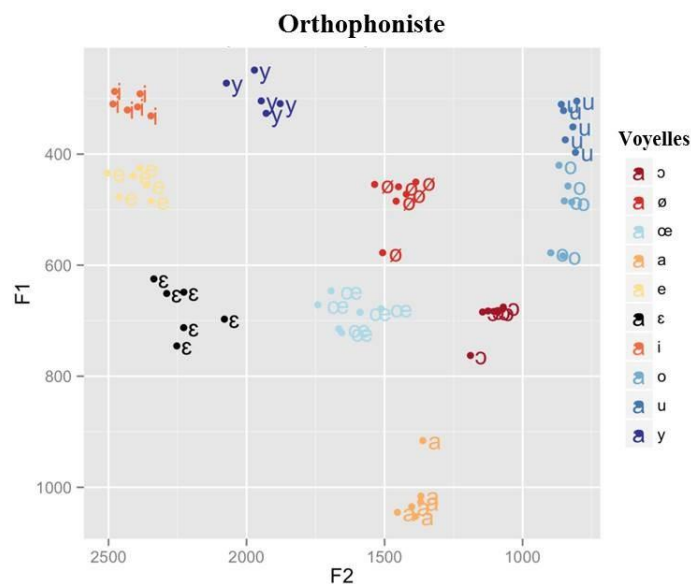 Orthophoniste
i i i i i i
y y y y y
u u u u u u
e e e e e e
ø ø ø ø ø ø
o o o o o o
ɛ ɛ ɛ ɛ ɛ ɛ
œ œ œ œ œ œ
ɔ ɔ ɔ ɔ
a a a a a a
400
600
800
1000
F1
2500 2000 1500 1000
F2
Voyelles
a ɔ
a ø
a œ
a a
a e
a ɛ
a i
a o
a u
a y